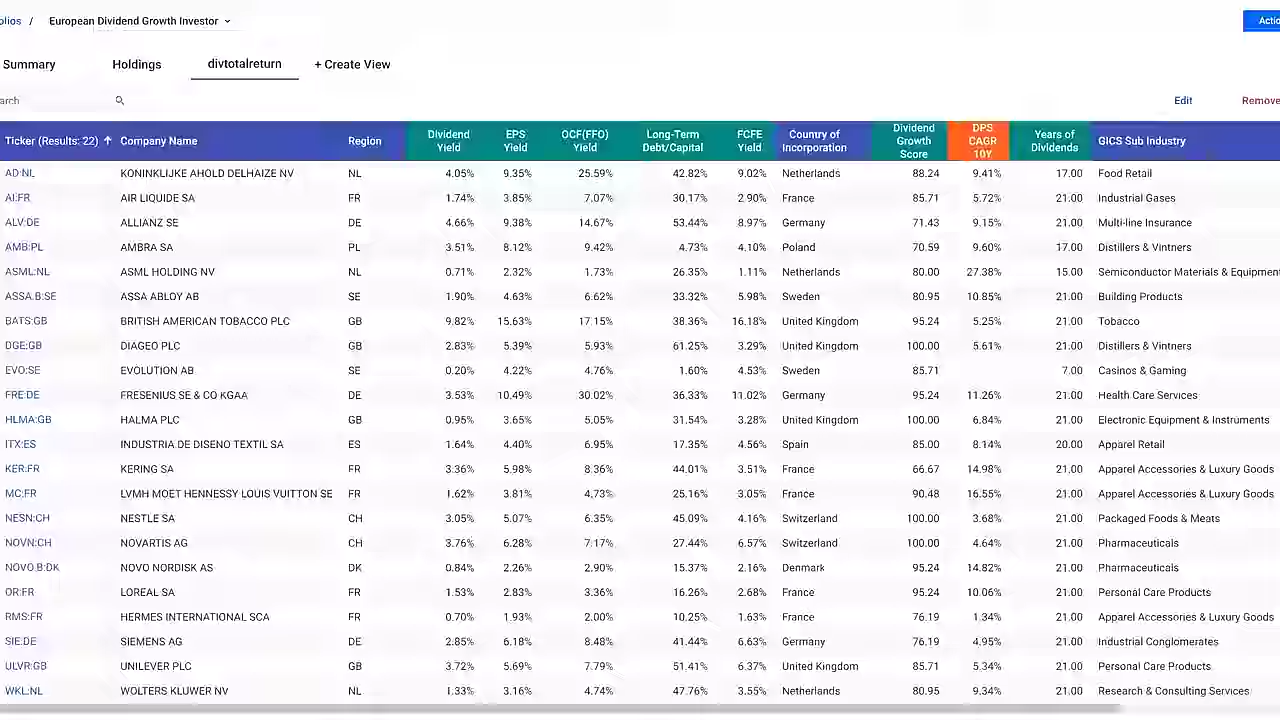 olios / European Dividend Growth Investor
Actio
Summary Holdings divtotalreturn + Create View
arch Edit Remove
Ticker (Results: 22) Company Name Region Dividend Yield EPS Yield OCF(FFO) Yield Long-Term Debt/Capital FCFE Yield Country of Incorporation Dividend Growth Score DPS CAGR 10Y Years of Dividends GICS Sub Industry
AD:NL KONINKLIJKE AHOLD DELHAIZE NV NL 4.05% 9.35% 25.59% 42.82% 9.02% Netherlands 88.24 9.41% 17.00 Food Retail
AI:FR AIR LIQUIDE SA FR 1.74% 3.85% 7.07% 30.17% 2.90% France 85.71 5.72% 21.00 Industrial Gases
ALV:DE ALLIANZ SE DE 4.66% 9.38% 14.67% 53.44% 8.97% Germany 71.43 9.15% 21.00 Multi-line Insurance
AMB:PL AMBRA SA PL 3.51% 8.12% 9.42% 4.73% 4.10% Poland 70.59 9.60% 17.00 Distillers & Vintners
ASML:NL ASML HOLDING NV NL 0.71% 2.32% 1.73% 26.35% 1.11% Netherlands 80.00 27.38% 15.00 Semiconductor Materials & Equipmen
ASSA.B:SE ASSA ABLOY AB SE 1.90% 4.63% 6.62% 33.32% 5.98% Sweden 80.95 10.85% 21.00 Building Products
BATS:GB BRITISH AMERICAN TOBACCO PLC GB 9.82% 15.63% 17.15% 38.36% 16.18% United Kingdom 95.24 5.25% 21.00 Tobacco
DGE:GB DIAGEO PLC GB 2.83% 5.39% 5.93% 61.25% 3.29% United Kingdom 100.00 5.61% 21.00 Distillers & Vintners
EVO:SE EVOLUTION AB SE 0.20% 4.22% 4.76% 1.60% 4.53% Sweden 85.71 7.00 Casinos & Gaming
FRE:DE FRESENIUS SE & CO KGAA DE 3.53% 10.49% 30.02% 36.33% 11.02% Germany 95.24 11.26% 21.00 Health Care Services
HLMA:GB HALMA PLC GB 0.95% 3.65% 5.05% 31.54% 3.28% United Kingdom 100.00 6.84% 21.00 Electronic Equipment & Instruments
ITX:ES INDUSTRIA DE DISENO TEXTIL SA ES 1.64% 4.40% 6.95% 17.35% 4.56% Spain 85.00 8.14% 20.00 Apparel Retail
KER:FR KERING SA FR 3.36% 5.98% 8.36% 44.01% 3.51% France 66.67 14.98% 21.00 Apparel Accessories & Luxury Goods
MC:FR LVMH MOET HENNESSY LOUIS VUITTON SE FR 1.62% 3.81% 4.73% 25.16% 3.05% France 90.48 16.55% 21.00 Apparel Accessories & Luxury Goods
NESN:CH NESTLE SA CH 3.05% 5.07% 6.35% 45.09% 4.16% Switzerland 100.00 3.68% 21.00 Packaged Foods & Meats
NOVN:CH NOVARTIS AG CH 3.76% 6.28% 7.17% 27.44% 6.57% Switzerland 100.00 4.64% 21.00 Pharmaceuticals
NOVO.B:DK NOVO NORDISK AS DK 0.84% 2.26% 2.90% 15.37% 2.16% Denmark 95.24 14.82% 21.00 Pharmaceuticals
OR:FR LOREAL SA FR 1.53% 2.83% 3.36% 16.26% 2.68% France 95.24 10.06% 21.00 Personal Care Products
RMS:FR HERMES INTERNATIONAL SCA FR 0.70% 1.93% 2.00% 10.25% 1.63% France 76.19 1.34% 21.00 Apparel Accessories & Luxury Goods
SIE:DE SIEMENS AG DE 2.85% 6.18% 8.48% 41.44% 6.63% Germany 76.19 4.95% 21.00 Industrial Conglomerates
ULVR:GB UNILEVER PLC GB 3.72% 5.69% 7.79% 51.41% 6.37% United Kingdom 85.71 5.34% 21.00 Personal Care Products
WKL:NL WOLTERS KLUWER NV NL 1.33% 3.16% 4.74% 47.76% 3.55% Netherlands 80.95 9.34% 21.00 Research & Consulting Services